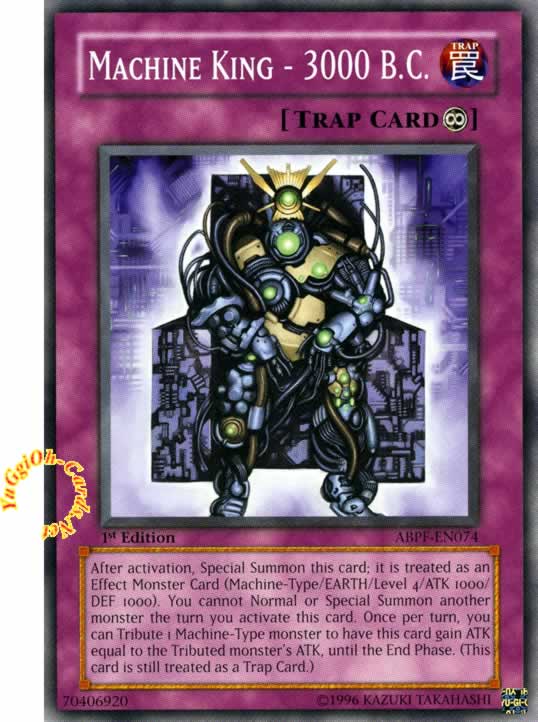 MACHINE KING - 3000 B.C.
TRAP
罠
[TRAP CARD]
YuGgiOh-Cards.Net
1st Edition
ABPF-EN074
After activation, Special Summon this card; it is treated as an
Effect Monster Card (Machine-Type/EARTH/Level 4/ATK 1000/
DEF 1000). You cannot Normal or Special Summon another
monster the turn you activate this card. Once per turn, you
can Tribute 1 Machine-Type monster to have this card gain ATK
equal to the Tributed monster's ATK, until the End Phase. (This
card is still treated as a Trap Card.)
70406920
©1996 KAZUKI TAKAHASHI